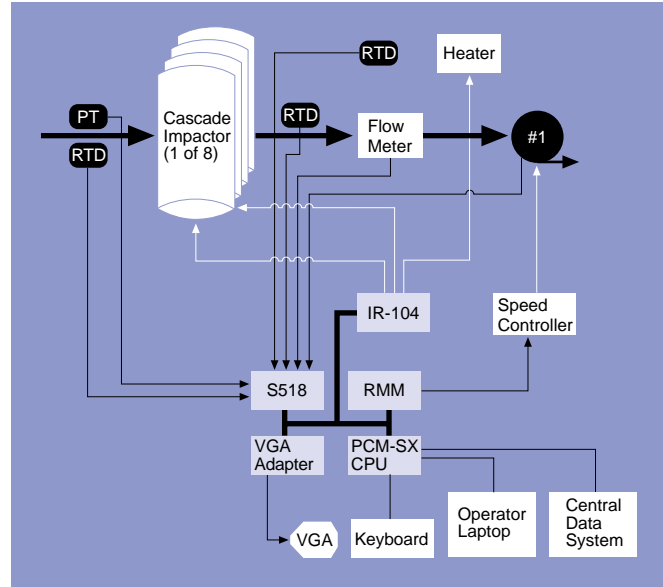 RTD
Heater
PT
RTD
Cascade
Impactor
(1 of 8)
RTD
Flow
Meter
#1
IR-104
Speed
Controller
S518
RMM
VGA
Adapter
PCM-SX
CPU
VGA
Keyboard
Operator
Laptop
Central
Data
System